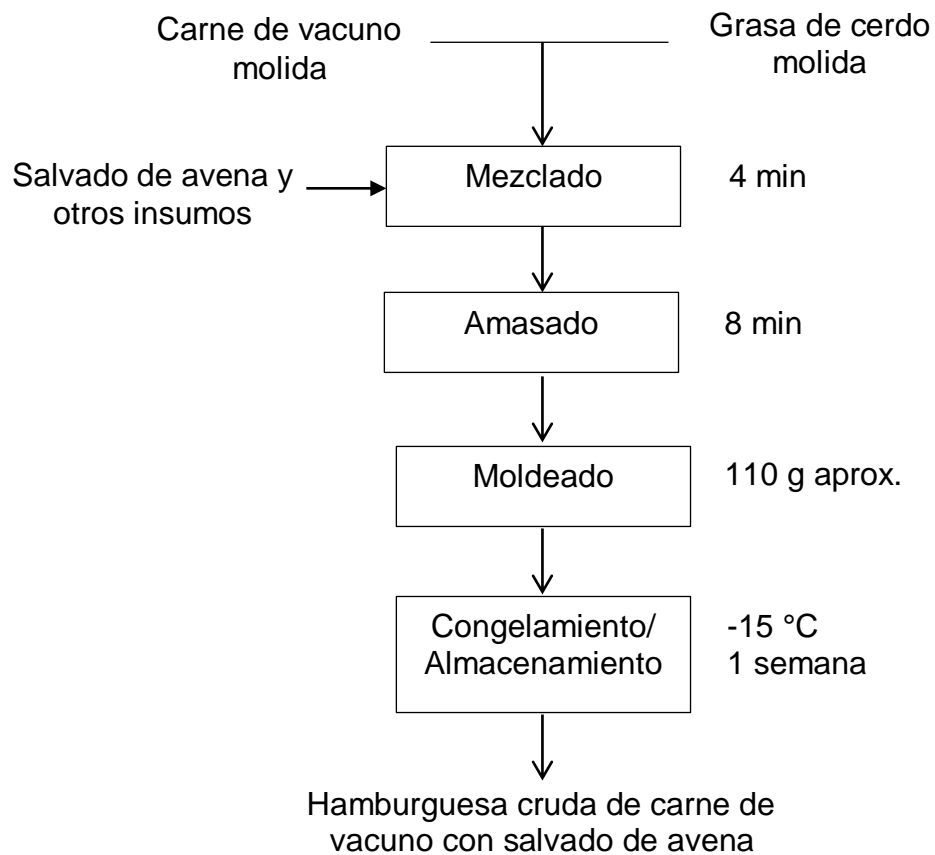 Carne de vacuno
molida
Grasa de cerdo
molida
Salvado de avena y
otros insumos
Mezclado
4 min
Amasado
8 min
Moldeado
110 g aprox.
Congelamiento/
Almacenamiento
-15 °C
1 semana
Hamburguesa cruda de carne de
vacuno con salvado de avena